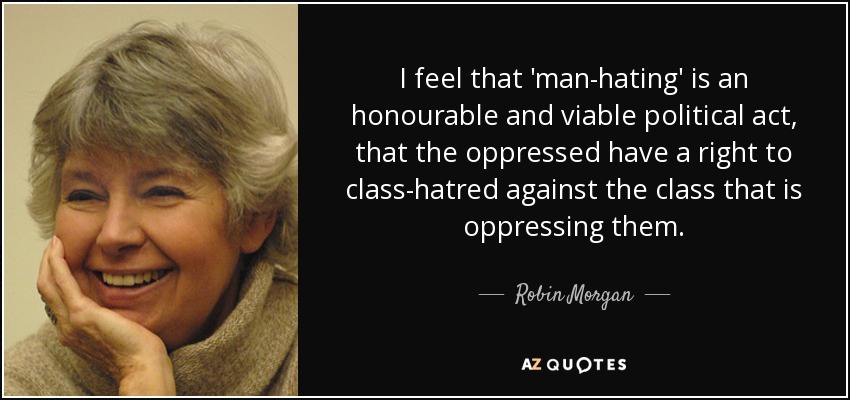 I feel that 'man-hating' is an
honourable and viable political act,
that the oppressed have a right to
class-hatred against the class that is
oppressing them.
Robin Morgan
AZ QUOTES